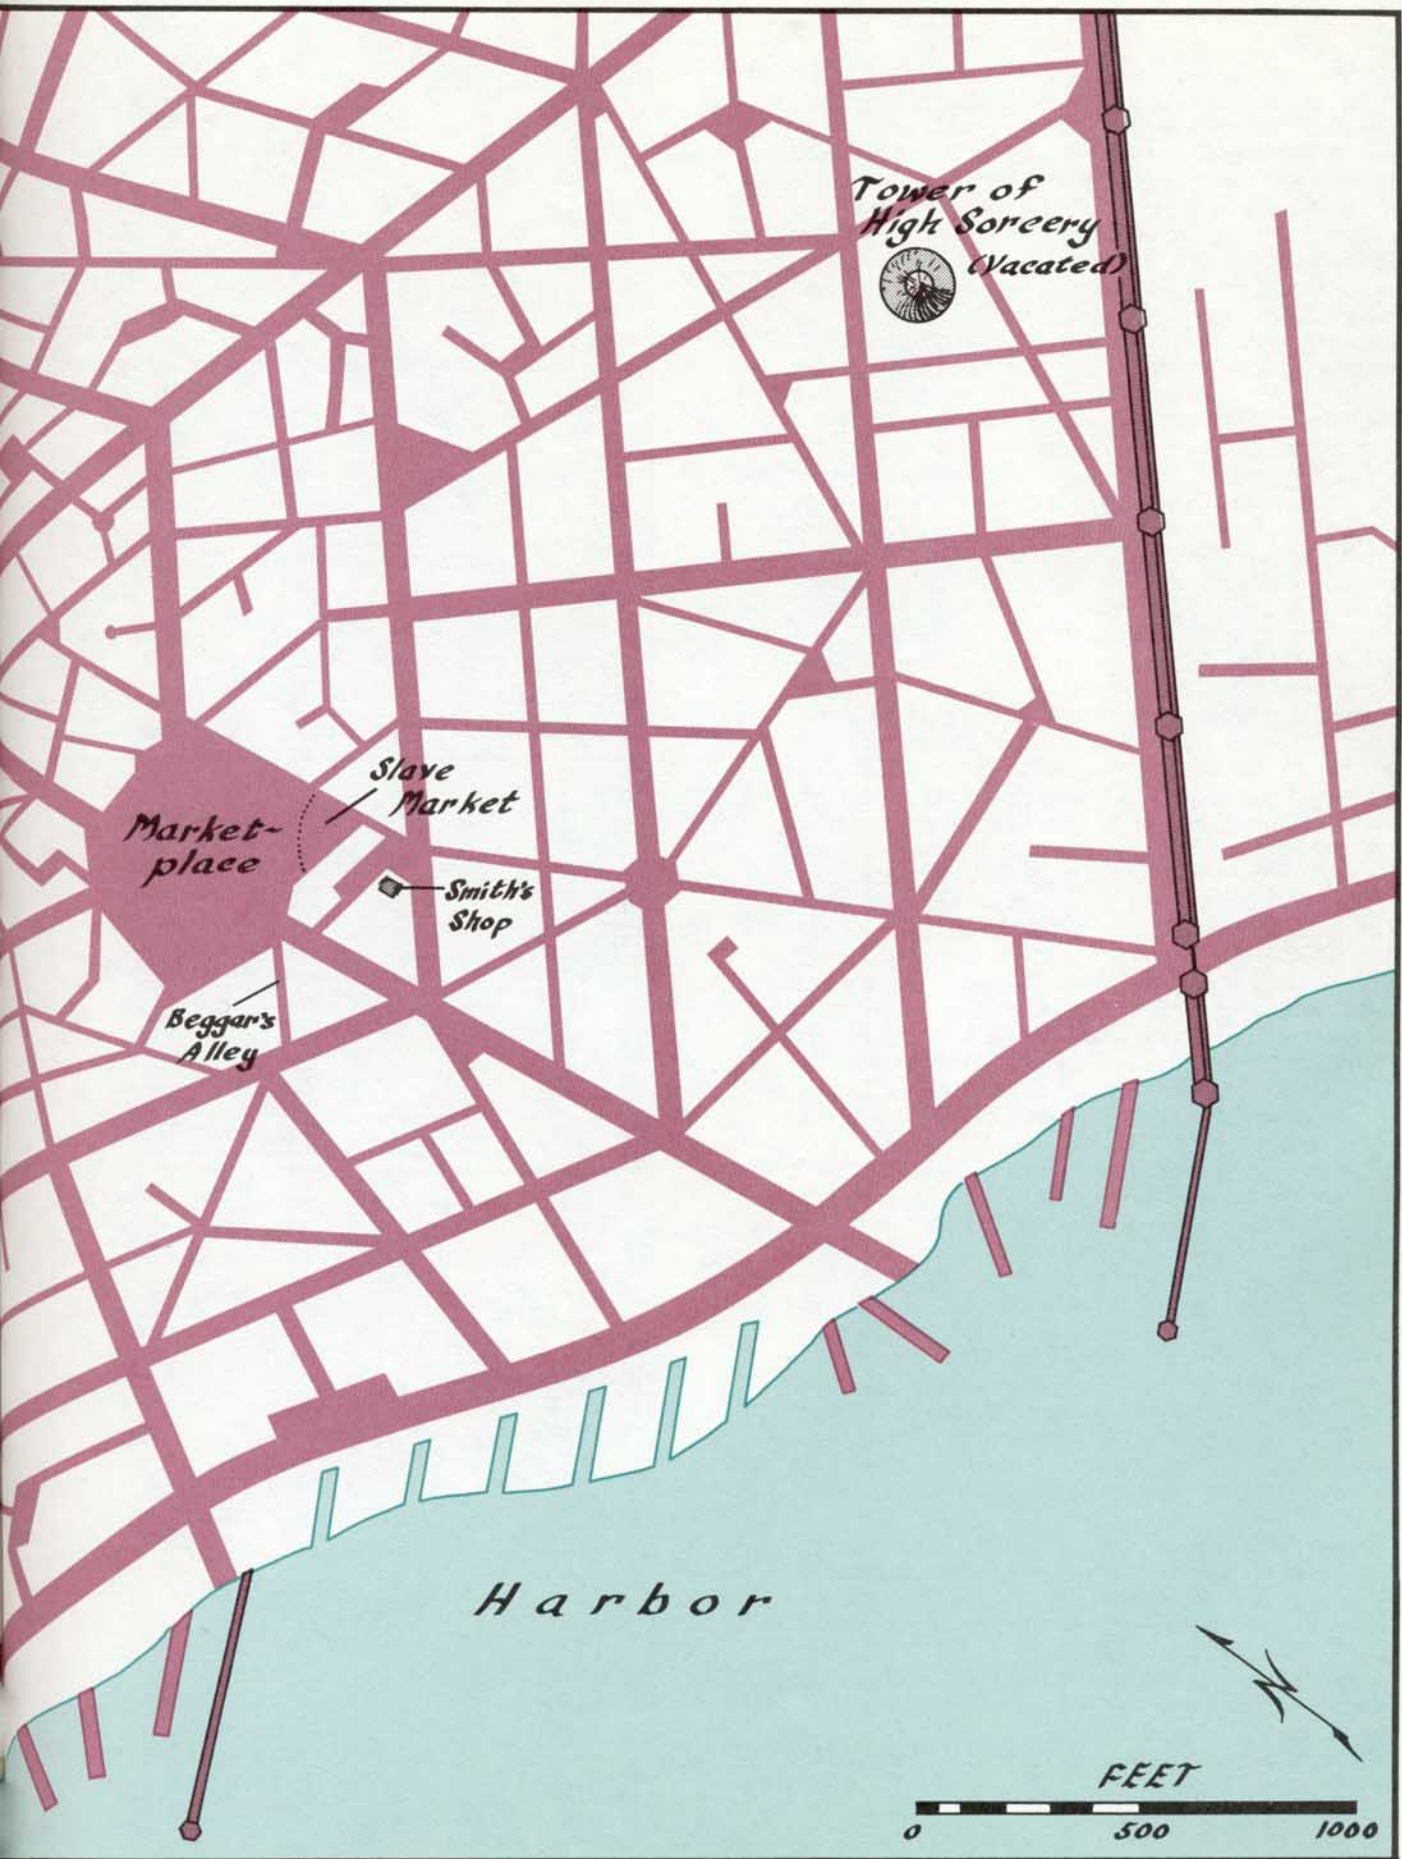 Tower of
High Sorcery
(Vacated)
Slave
Market
Market-
place
Smith's
Shop
Beggar's
Alley
Harbor
N
FEET
0 500 1000